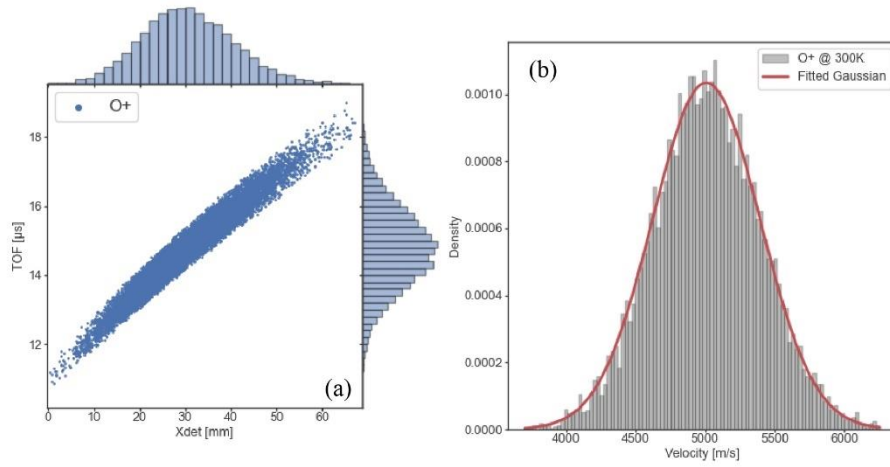 O+
TOF [µs]
18
16
14
12
(a)
0 10 20 30 40 50 60
Xdet [mm]
(b)
O+ @ 300K
Fitted Gaussian
Density
0.0010
0.0008
0.0006
0.0004
0.0002
0.0000
4000 4500 5000 5500 6000
Velocity [m/s]